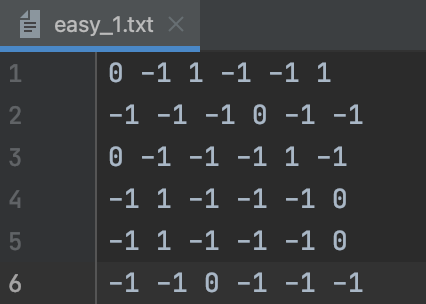 easy_1.txt
1 0 -1 1 -1 -1 1
2 -1 -1 -1 0 -1 -1
3 0 -1 -1 -1 1 -1
4 -1 1 -1 -1 -1 0
5 -1 1 -1 -1 -1 0
6 -1 -1 0 -1 -1 -1